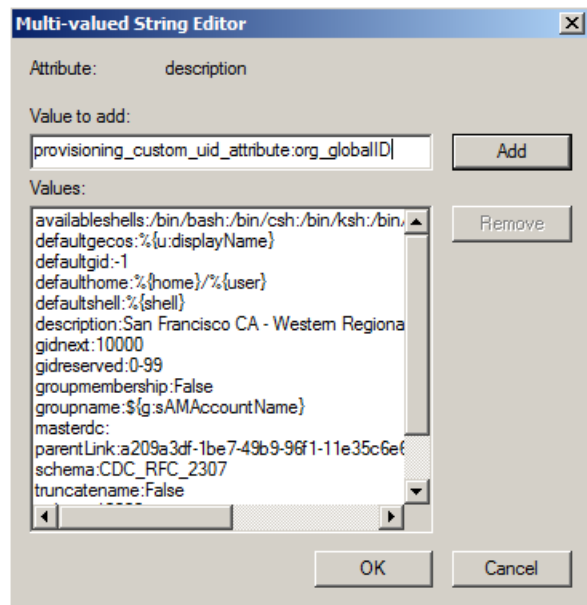 Multi-valued String Editor
Attribute: description
Value to add:
provisioning_custom_uid_attribute:org_globalID
Add
Values:
availableshells:/bin/bash:/bin/csh:/bin/ksh:/bin/
Remove
defaultgecos:%{u:displayName}
defaultgid:-1
defaulthome:%{home}/%{user}
defaultshell:%{shell}
description:San Francisco CA - Western Regiona
gidnext:10000
gidreserved:0-99
groupmembership:False
groupname:${g:sAMAccountName}
masterdc:
parentLink:a209a3df-1be7-49b9-96f1-11e35c6e6
schema:CDC_RFC_2307
truncatename:False
OK
Cancel